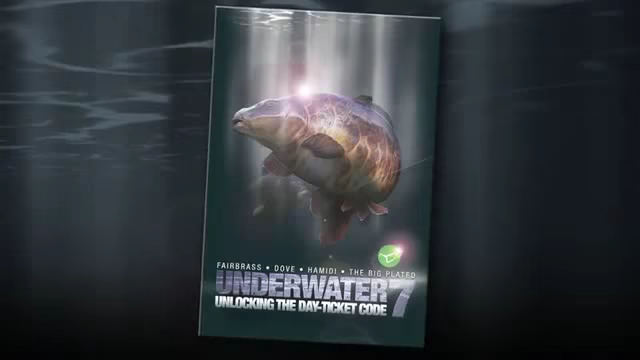 FAIRBRASS • DOVE • HAMIDI • THE BIG PLATED
UNDERWATER 7
UNLOCKING THE DAY-TICKET CODE